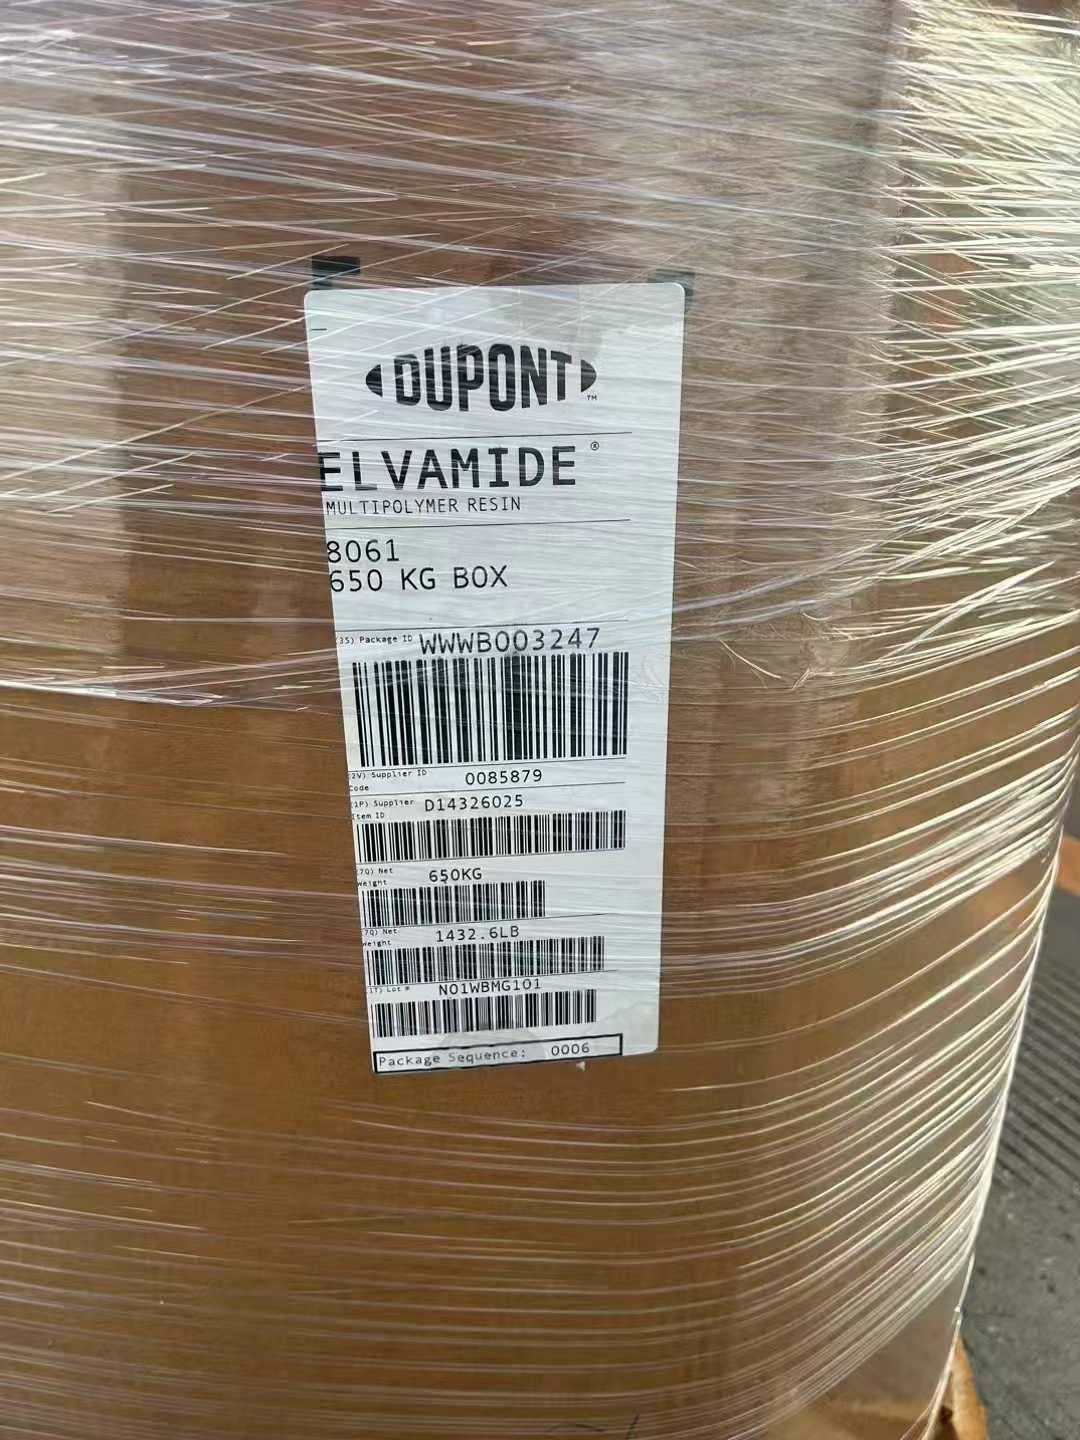 DUPONT™
ELVAMIDE®
MULTIPOLYMER RESIN
8061
650 KG BOX
(3S) Package ID WWWB003247
(2V) Supplier ID Code 0085879
(1P) Supplier Item ID D14326025
(7Q) Net Weight 650KG
(7Q) Net Weight 1432.6LB
(1T) Lot # N01WBMG101
Package Sequence: 0006